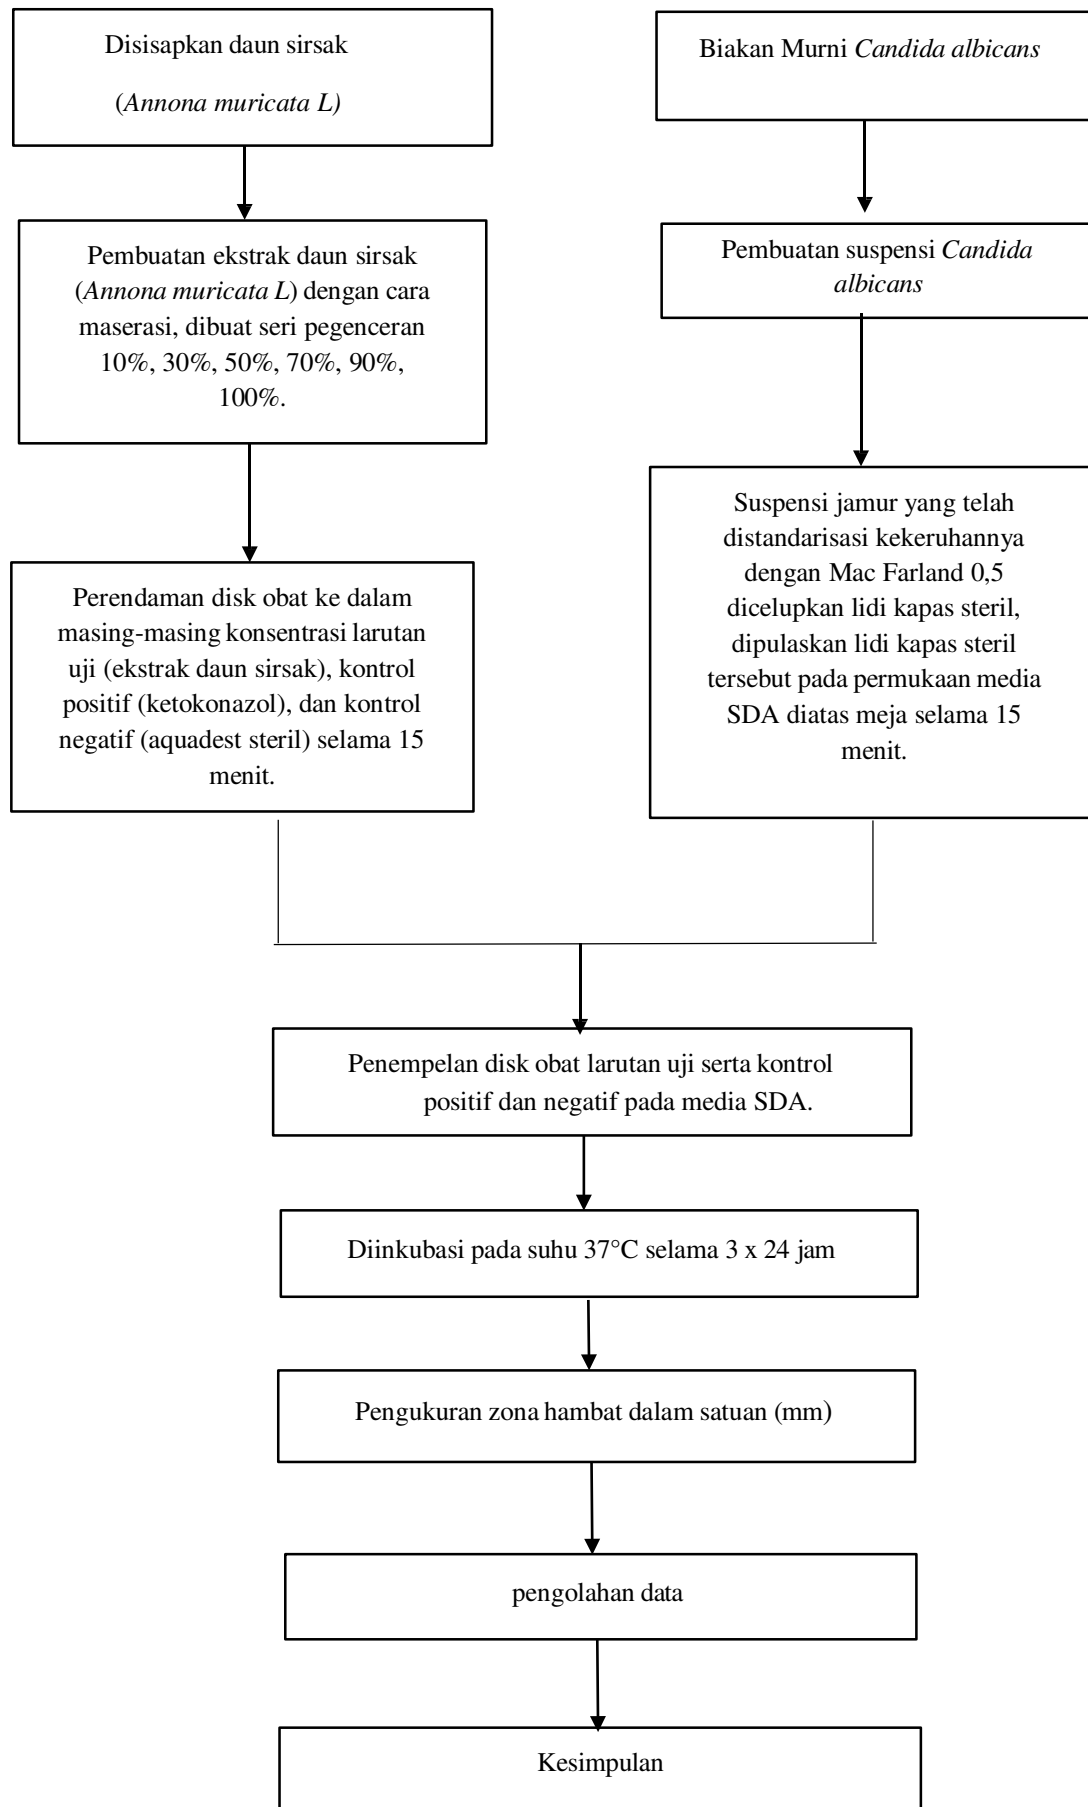 Disisapkan daun sirsak
(Annona muricata L)
Pembuatan ekstrak daun sirsak
(Annona muricata L) dengan cara
maserasi, dibuat seri pegenceran
10%, 30%, 50%, 70%, 90%,
100%.
Perendaman disk obat ke dalam
masing-masing konsentrasi larutan
uji (ekstrak daun sirsak), kontrol
positif (ketokonazol), dan kontrol
negatif (aquadest steril) selama 15
menit.
Biakan Murni Candida albicans
Pembuatan suspensi Candida
albicans
Suspensi jamur yang telah
distandarisasi kekeruhannya
dengan Mac Farland 0,5
dicelupkan lidi kapas steril,
dipulaskan lidi kapas steril
tersebut pada permukaan media
SDA diatas meja selama 15
menit.
Penempelan disk obat larutan uji serta kontrol
positif dan negatif pada media SDA.
Diinkubasi pada suhu 37°C selama 3 x 24 jam
Pengukuran zona hambat dalam satuan (mm)
pengolahan data
Kesimpulan